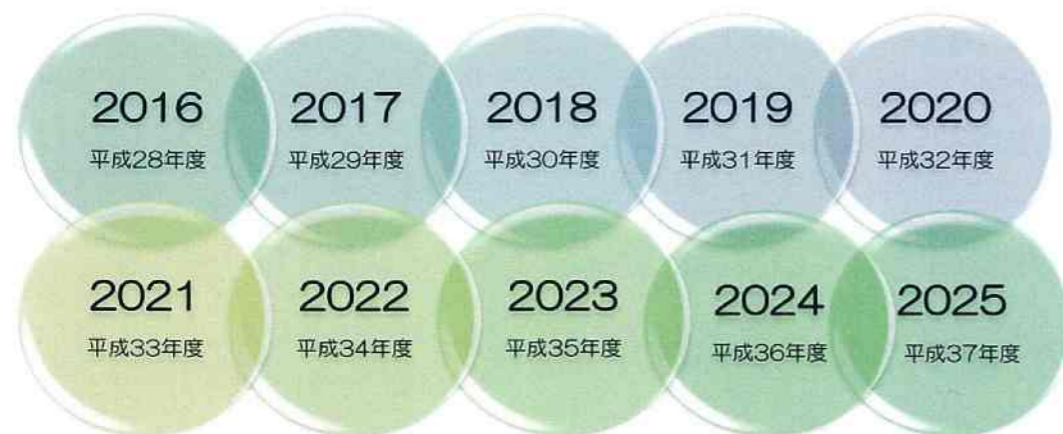 2016 2017 2018 2019 2020
平成28年度 平成29年度 平成30年度 平成31年度 平成32年度
2021 2022 2023 2024 2025
平成33年度 平成34年度 平成35年度 平成36年度 平成37年度